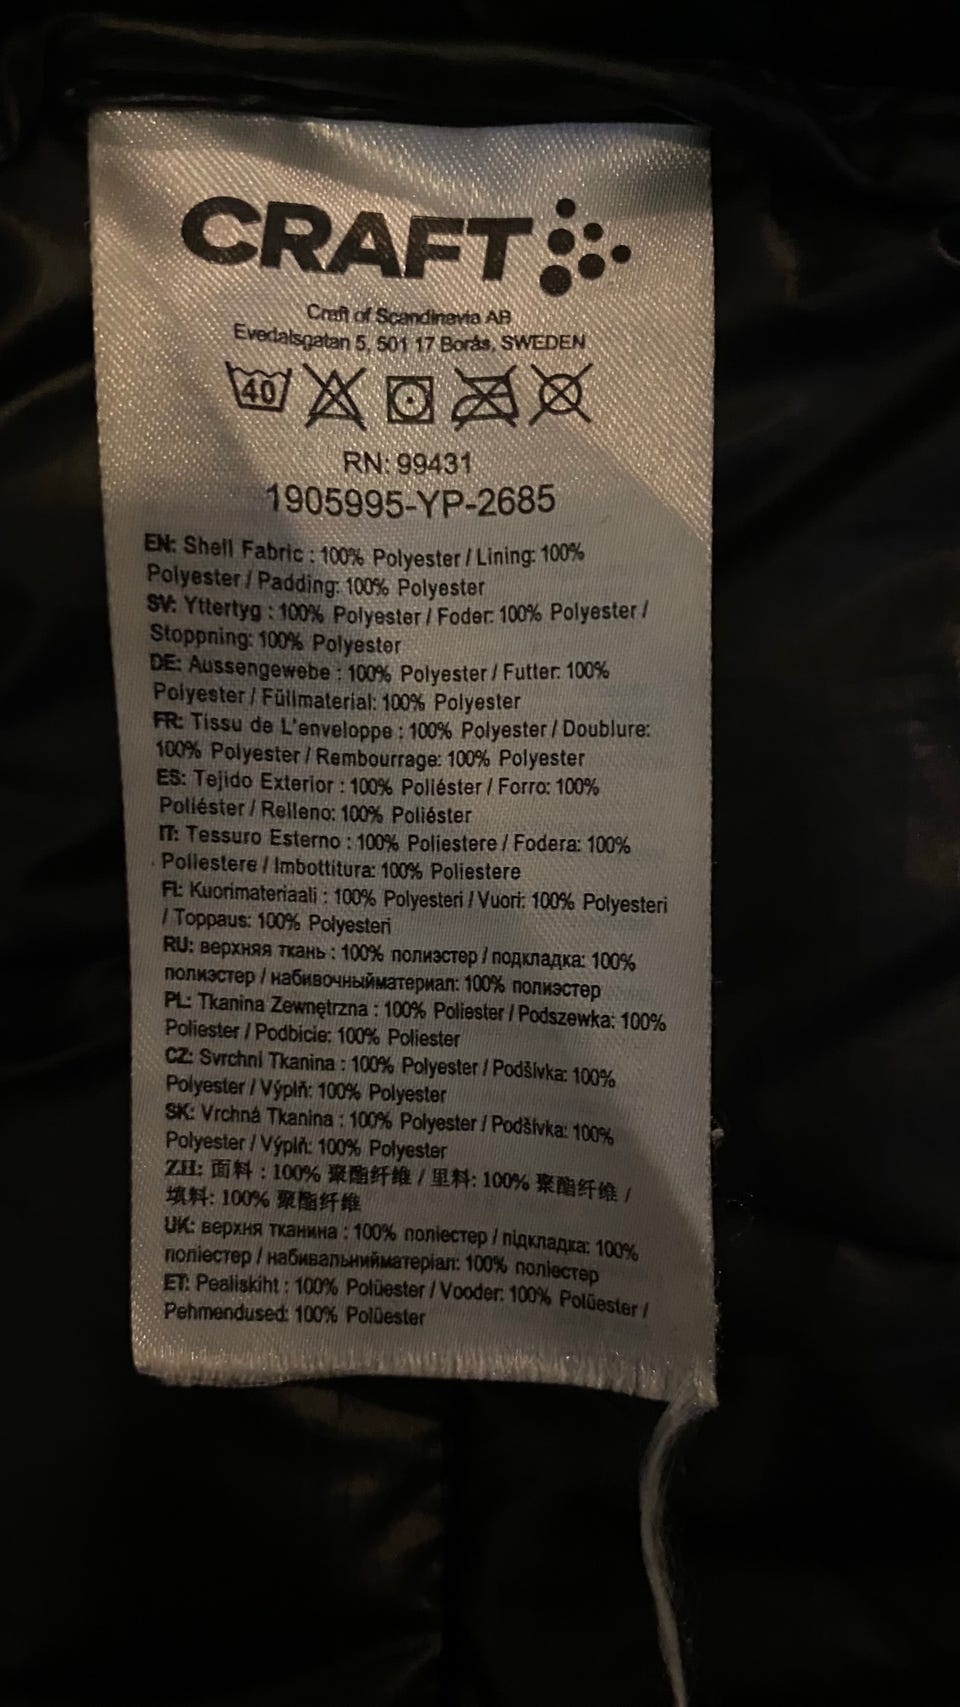 CRAFT
Craft of Scandinavia AB
Evedalsgatan 5, 501 17 Borås, SWEDEN
40
RN: 99431
1905995-YP-2685
EN: Shell Fabric : 100% Polyester / Lining: 100%
Polyester / Padding: 100% Polyester
SV: Yttertyg : 100% Polyester / Foder: 100% Polyester /
Stoppning: 100% Polyester
DE: Aussengewebe : 100% Polyester / Futter: 100%
Polyester / Füllmaterial: 100% Polyester
FR: Tissu de L'enveloppe : 100% Polyester / Doublure:
100% Polyester / Rembourrage: 100% Polyester
ES: Tejido Exterior : 100% Poliéster / Forro: 100%
Poliéster / Relleno: 100% Poliéster
IT: Tessuro Esterno : 100% Poliestere / Fodera: 100%
Poliestere / Imbottitura: 100% Poliestere
FI: Kuorimateriaali : 100% Polyesteri / Vuori: 100% Polyesteri
/ Toppaus: 100% Polyesteri
RU: верхняя ткань : 100% полиэстер / подкладка: 100%
полиэстер / набивочныйматериал: 100% полиэстер
PL: Tkanina Zewnętrzna : 100% Poliester / Podszewka: 100%
Poliester / Podbicie: 100% Poliester
CZ: Svrchni Tkanina : 100% Polyester / Podšívka: 100%
Polyester / Výplň: 100% Polyester
SK: Vrchná Tkanina : 100% Polyester / Podšívka: 100%
Polyester / Výplň: 100% Polyester
ZH: 面料 : 100% 聚酯纤维 / 里料: 100% 聚酯纤维 /
填料: 100% 聚酯纤维
UK: верхня тканина : 100% поліестер / підкладка: 100%
поліестер / набивальнийматеріал: 100% поліестер
ET: Pealiskiht : 100% Polüester / Vooder: 100% Polüester /
Pehmendused: 100% Polüester